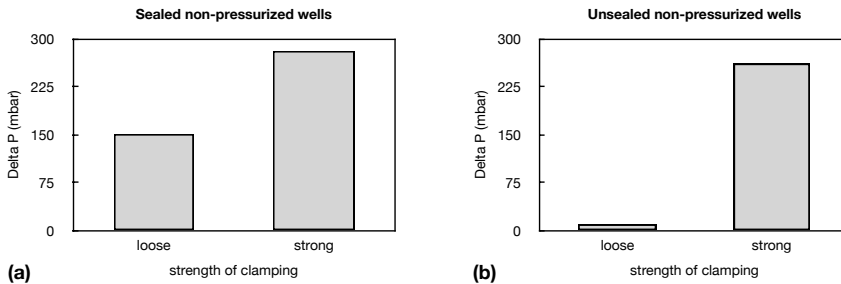 Sealed non-pressurized wells
300
225
150
75
0
Delta P (mbar)
loose strong
strength of clamping
(a)
Unsealed non-pressurized wells
300
225
150
75
0
Delta P (mbar)
loose strong
strength of clamping
(b)